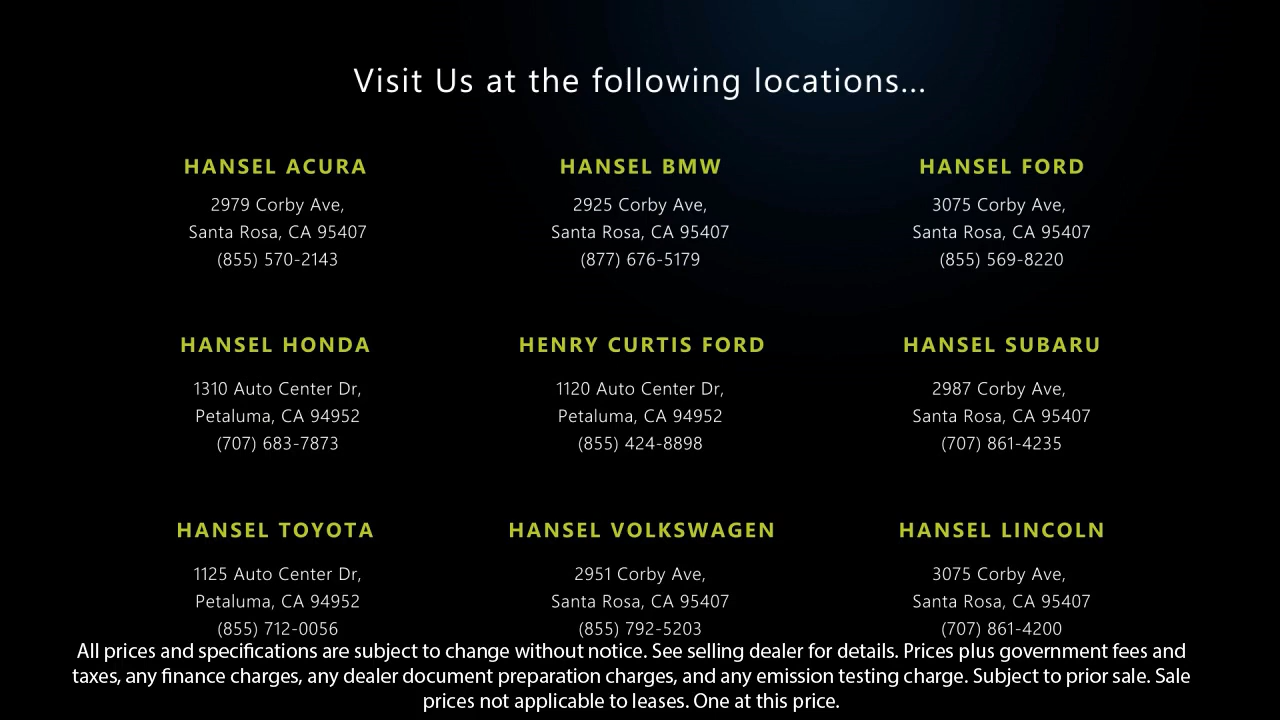 Visit Us at the following locations...
HANSEL ACURA
2979 Corby Ave,
Santa Rosa, CA 95407
(855) 570-2143
HANSEL BMW
2925 Corby Ave,
Santa Rosa, CA 95407
(877) 676-5179
HANSEL FORD
3075 Corby Ave,
Santa Rosa, CA 95407
(855) 569-8220
HANSEL HONDA
1310 Auto Center Dr,
Petaluma, CA 94952
(707) 683-7873
HENRY CURTIS FORD
1120 Auto Center Dr,
Petaluma, CA 94952
(855) 424-8898
HANSEL SUBARU
2987 Corby Ave,
Santa Rosa, CA 95407
(707) 861-4235
HANSEL TOYOTA
1125 Auto Center Dr,
Petaluma, CA 94952
(855) 712-0056
HANSEL VOLKSWAGEN
2951 Corby Ave,
Santa Rosa, CA 95407
(855) 792-5203
HANSEL LINCOLN
3075 Corby Ave,
Santa Rosa, CA 95407
(707) 861-4200
All prices and specifications are subject to change without notice. See selling dealer for details. Prices plus government fees and
taxes, any finance charges, any dealer document preparation charges, and any emission testing charge. Subject to prior sale. Sale
prices not applicable to leases. One at this price.